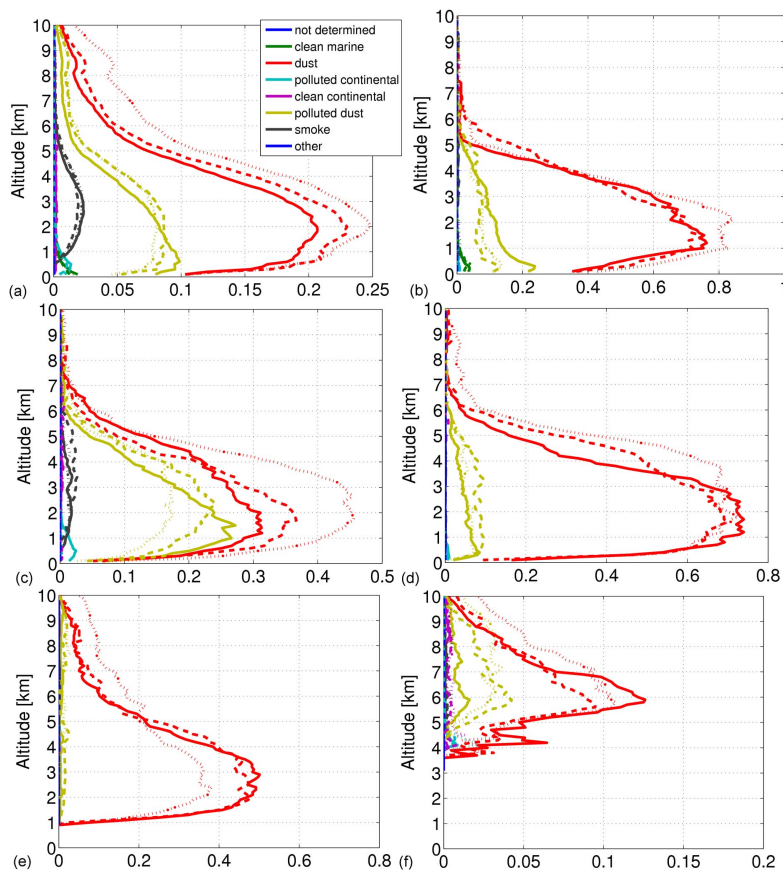 not determined
clean marine
dust
polluted continental
clean continental
polluted dust
smoke
other
Altitude [km]
10
9
8
7
6
5
4
3
2
1
0
0 0.05 0.1 0.15 0.2 0.25
(a)
Altitude [km]
10
9
8
7
6
5
4
3
2
1
0
0 0.2 0.4 0.6 0.8 1
(b)
Altitude [km]
10
9
8
7
6
5
4
3
2
1
0
0 0.1 0.2 0.3 0.4 0.5
(c)
Altitude [km]
10
9
8
7
6
5
4
3
2
1
0
0 0.2 0.4 0.6 0.8
(d)
Altitude [km]
10
9
8
7
6
5
4
3
2
1
0
0 0.2 0.4 0.6 0.8
(e)
Altitude [km]
10
9
8
7
6
5
4
3
2
1
0
0 0.05 0.1 0.15 0.2
(f)